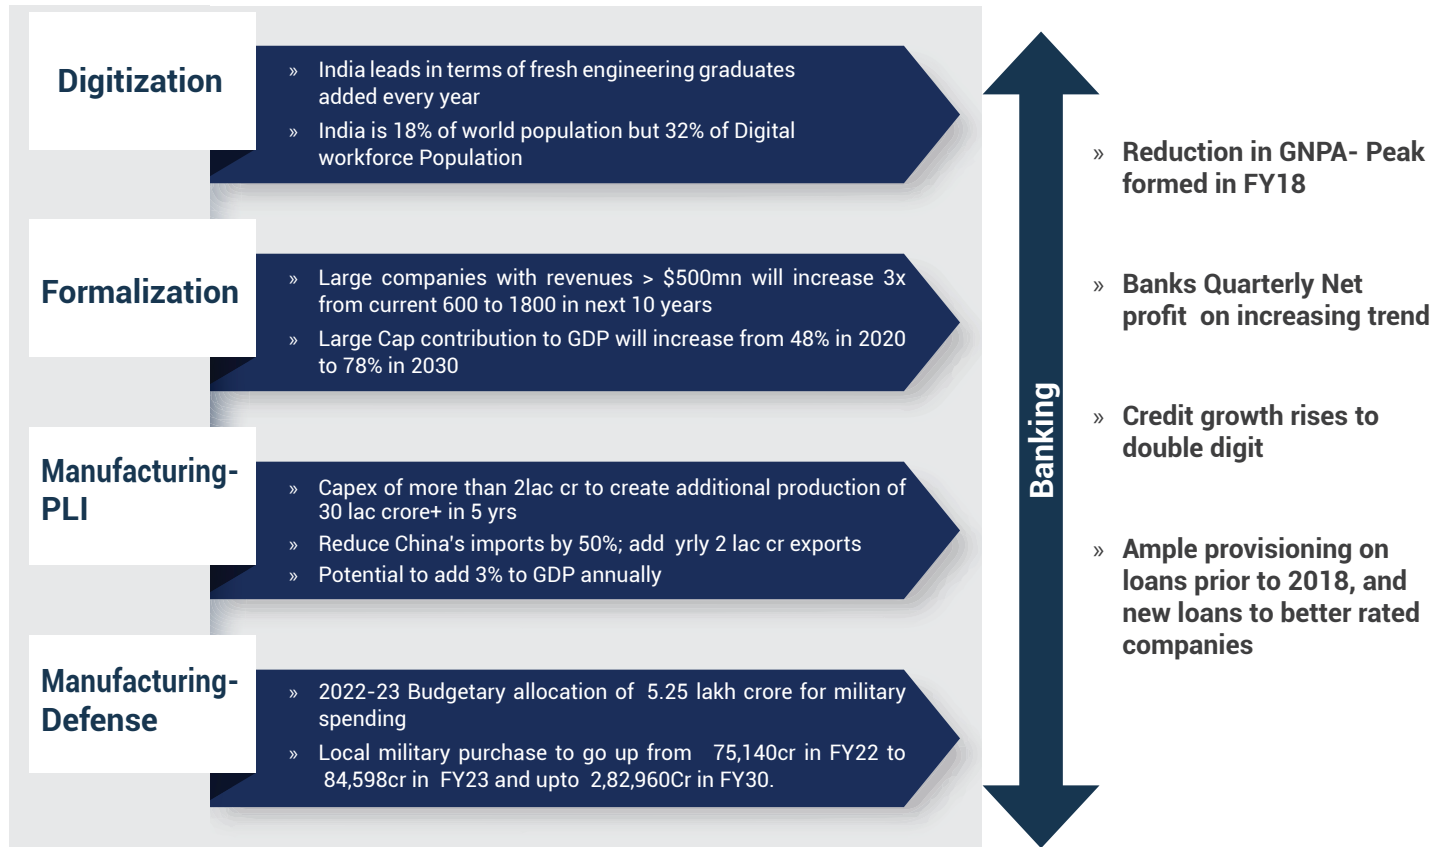 Digitization
» India leads in terms of fresh engineering graduates
added every year
» India is 18% of world population but 32% of Digital
workforce Population
Formalization
» Large companies with revenues > $500mn will increase 3x
from current 600 to 1800 in next 10 years
» Large Cap contribution to GDP will increase from 48% in 2020
to 78% in 2030
Manufacturing-
PLI
» Capex of more than 2lac cr to create additional production of
30 lac crore+ in 5 yrs
» Reduce China's imports by 50%; add yrly 2 lac cr exports
» Potential to add 3% to GDP annually
Manufacturing-
Defense
» 2022-23 Budgetary allocation of 5.25 lakh crore for military
spending
» Local military purchase to go up from 75,140cr in FY22 to
84,598cr in FY23 and upto 2,82,960Cr in FY30.
Banking
» Reduction in GNPA- Peak
formed in FY18
» Banks Quarterly Net
profit on increasing trend
» Credit growth rises to
double digit
» Ample provisioning on
loans prior to 2018, and
new loans to better rated
companies